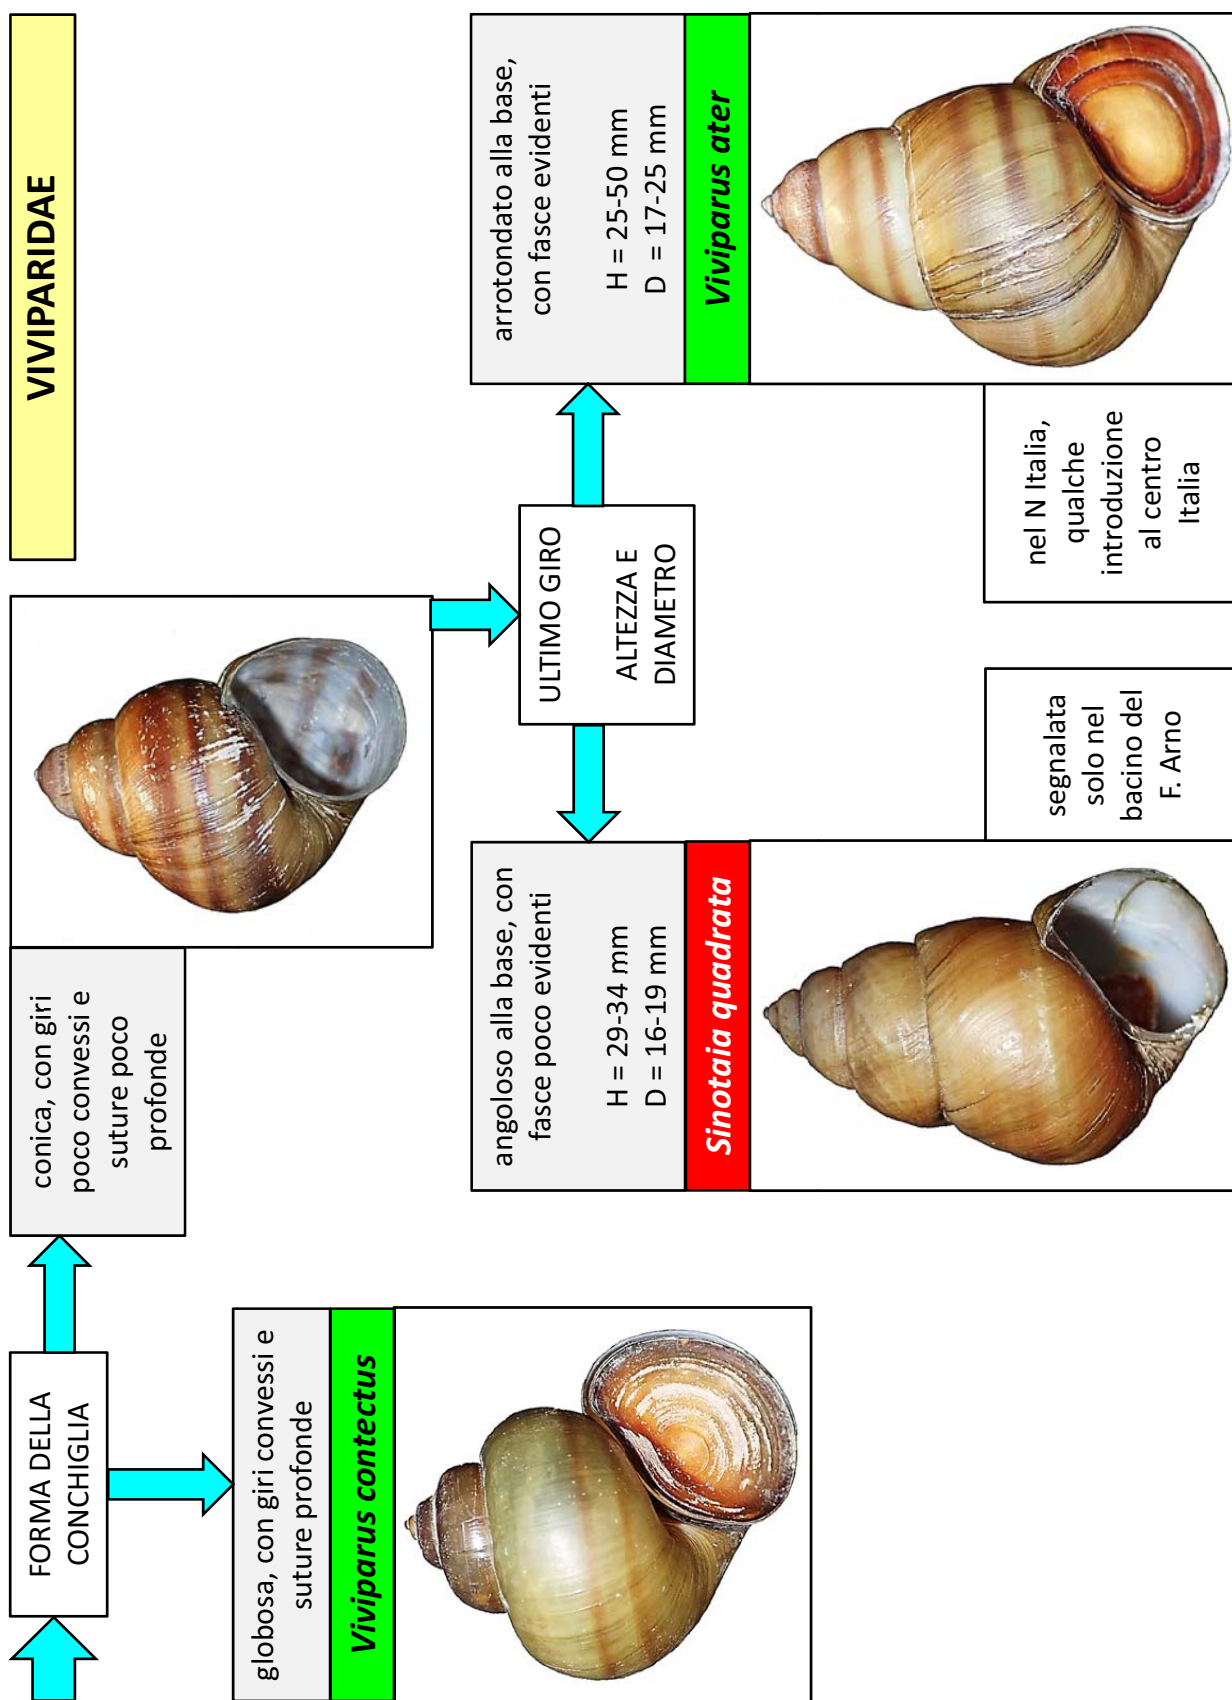 VIVIPARIDAE
FORMA DELLA
CONCHIGLIA
conica, con giri
poco convessi e
suture poco
profonde
globosa, con giri convessi e
suture profonde
Viviparus contectus
ULTIMO GIRO
ALTEZZA E
DIAMETRO
angoloso alla base, con
fasce poco evidenti
H = 29-34 mm
D = 16-19 mm
Sinotaia quadrata
segnalata
solo nel
bacino del
F. Arno
arrotondato alla base,
con fasce evidenti
H = 25-50 mm
D = 17-25 mm
Viviparus ater
nel N Italia,
qualche
introduzione
al centro
Italia